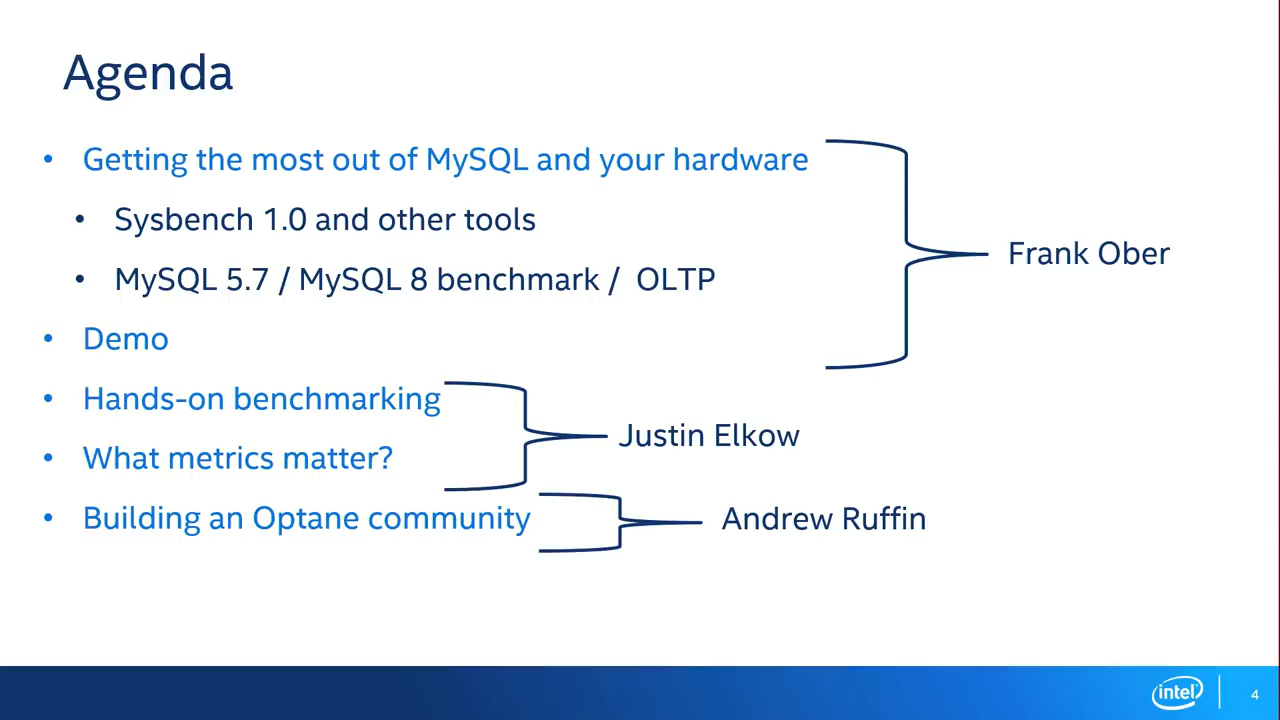 Agenda
• Getting the most out of MySQL and your hardware
• Sysbench 1.0 and other tools
• MySQL 5.7 / MySQL 8 benchmark / OLTP
Frank Ober
• Demo
• Hands-on benchmarking
• What metrics matter?
Justin Elkow
• Building an Optane community
Andrew Ruffin
intel
4